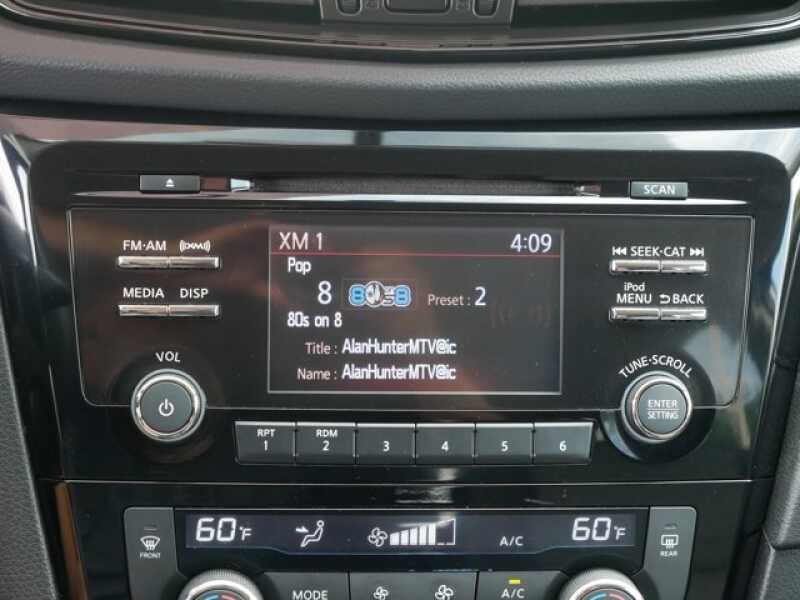 SCAN
FM·AM ((XM))
XM 1 4:09
SEEK·CAT
Pop
8 Preset : 2
80s on 8
MEDIA DISP
iPod
MENU BACK
Title : AlanHunterMTV@ic
Name : AlanHunterMTV@ic
VOL
TUNE·SCROLL
ENTER
SETTING
RPT RDM
1 2 3 4 5 6
60°F A/C 60°F
FRONT REAR
MODE A/C